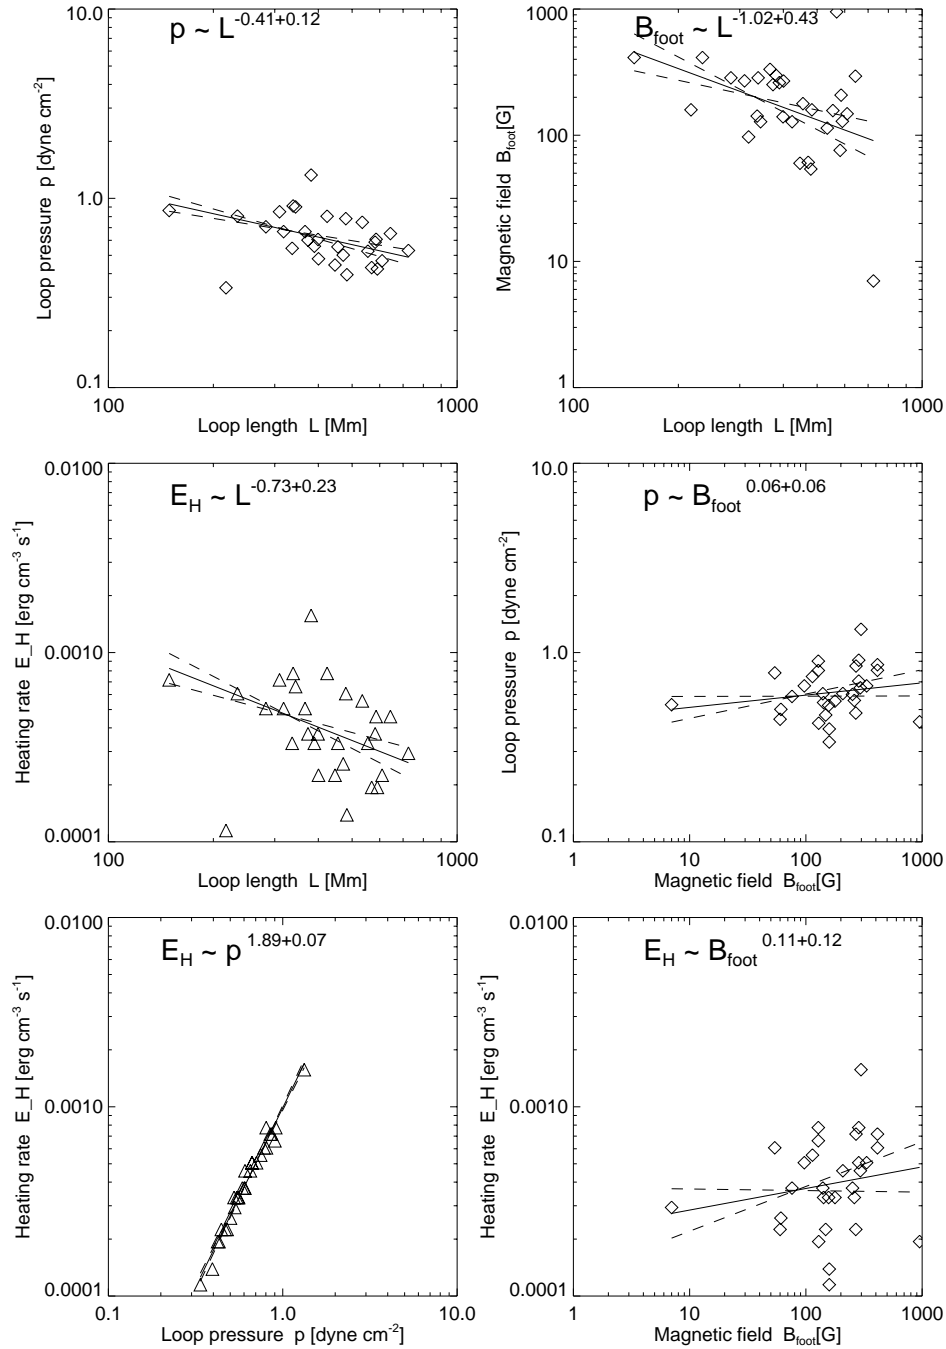 p ~ L^-0.41+0.12
10.0
1.0
0.1
Loop pressure p [dyne cm^-2]
100
1000
Loop length L [Mm]
B_foot ~ L^-1.02+0.43
1000
100
10
1
Magnetic field B_foot[G]
100
1000
Loop length L [Mm]
E_H ~ L^-0.73+0.23
0.0100
0.0010
0.0001
Heating rate E_H [erg cm^-3 s^-1]
100
1000
Loop length L [Mm]
p ~ B_foot^0.06+0.06
10.0
1.0
0.1
Loop pressure p [dyne cm^-2]
1
10
100
1000
Magnetic field B_foot[G]
E_H ~ p^1.89+0.07
0.0100
0.0010
0.0001
Heating rate E_H [erg cm^-3 s^-1]
0.1
1.0
10.0
Loop pressure p [dyne cm^-2]
E_H ~ B_foot^0.11+0.12
0.0100
0.0010
0.0001
Heating rate E_H [erg cm^-3 s^-1]
1
10
100
1000
Magnetic field B_foot[G]